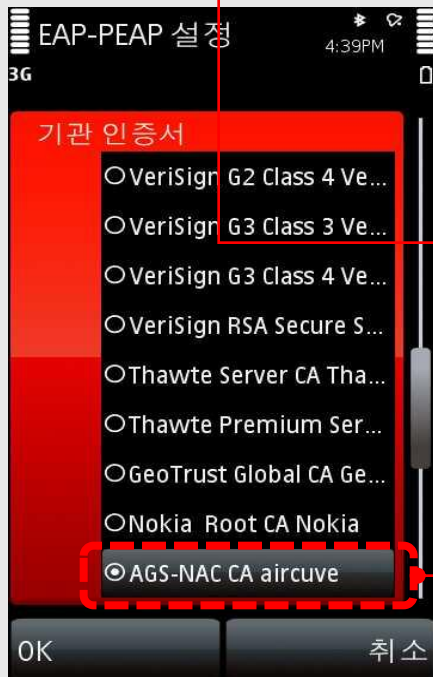 EAP-PEAP 설정
4:39PM
3G
기관 인증서
VeriSign G2 Class 4 Ve...
VeriSign G3 Class 3 Ve...
VeriSign G3 Class 4 Ve...
VeriSign RSA Secure S...
Thawte Server CA Tha...
Thawte Premium Ser...
GeoTrust Global CA Ge...
Nokia Root CA Nokia
AGS-NAC CA aircuve
OK
취소